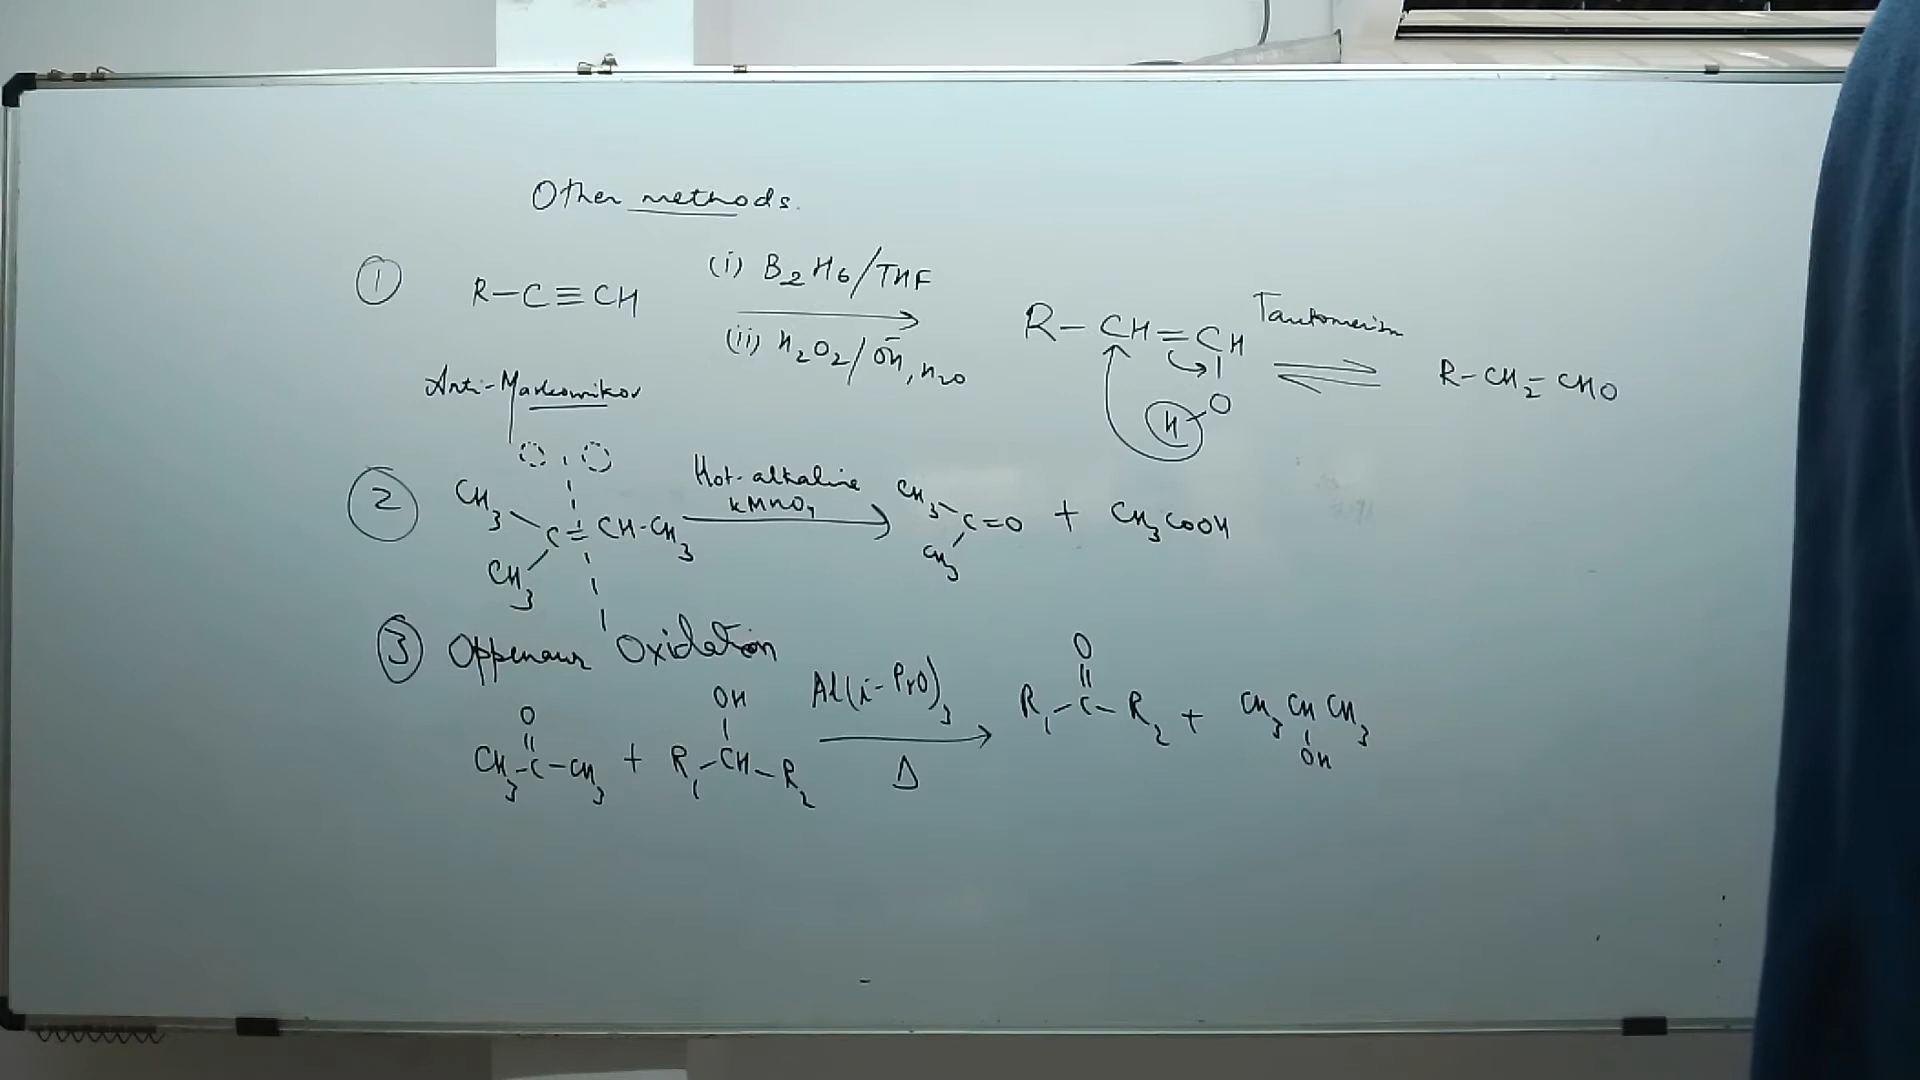 Other methods.
① R-C≡CH (i) B₂H₆/THF (ii) H₂O₂/ŌH, H₂O R-CH=CH-O-H Tautomerism ⇌ R-CH₂-CHO
Anti-Markownikov
② CH₃ CH₃ C=CH-CH₃ Hot-alkaline KMnO₄ → CH₃ CH₃ C=O + CH₃COOH
③ Oppenaur Oxidation
CH₃-C(=O)-CH₃ + R₁-CH(OH)-R₂ Al(i-PrO)₃ → Δ R₁-C(=O)-R₂ + CH₃CH(OH)CH₃